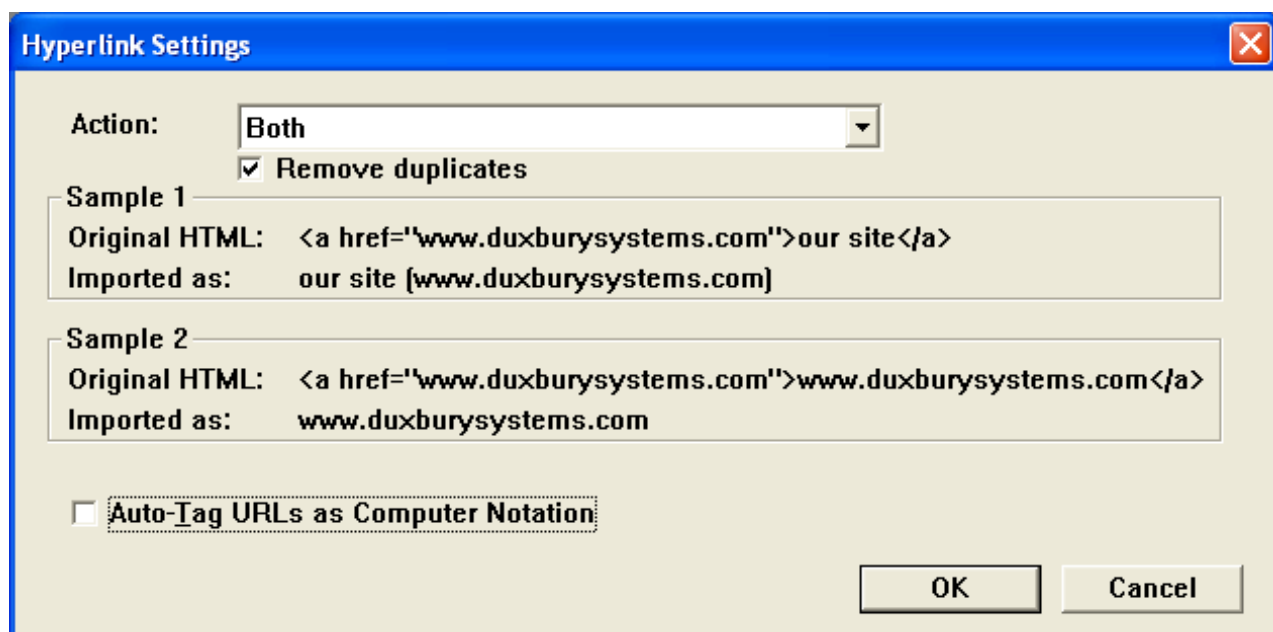 Hyperlink Settings
Action: Both
Remove duplicates
Sample 1
Original HTML: <a href="www.duxburysystems.com">our site</a>
Imported as: our site (www.duxburysystems.com)
Sample 2
Original HTML: <a href="www.duxburysystems.com">www.duxburysystems.com</a>
Imported as: www.duxburysystems.com
Auto-Tag URLs as Computer Notation
OK Cancel